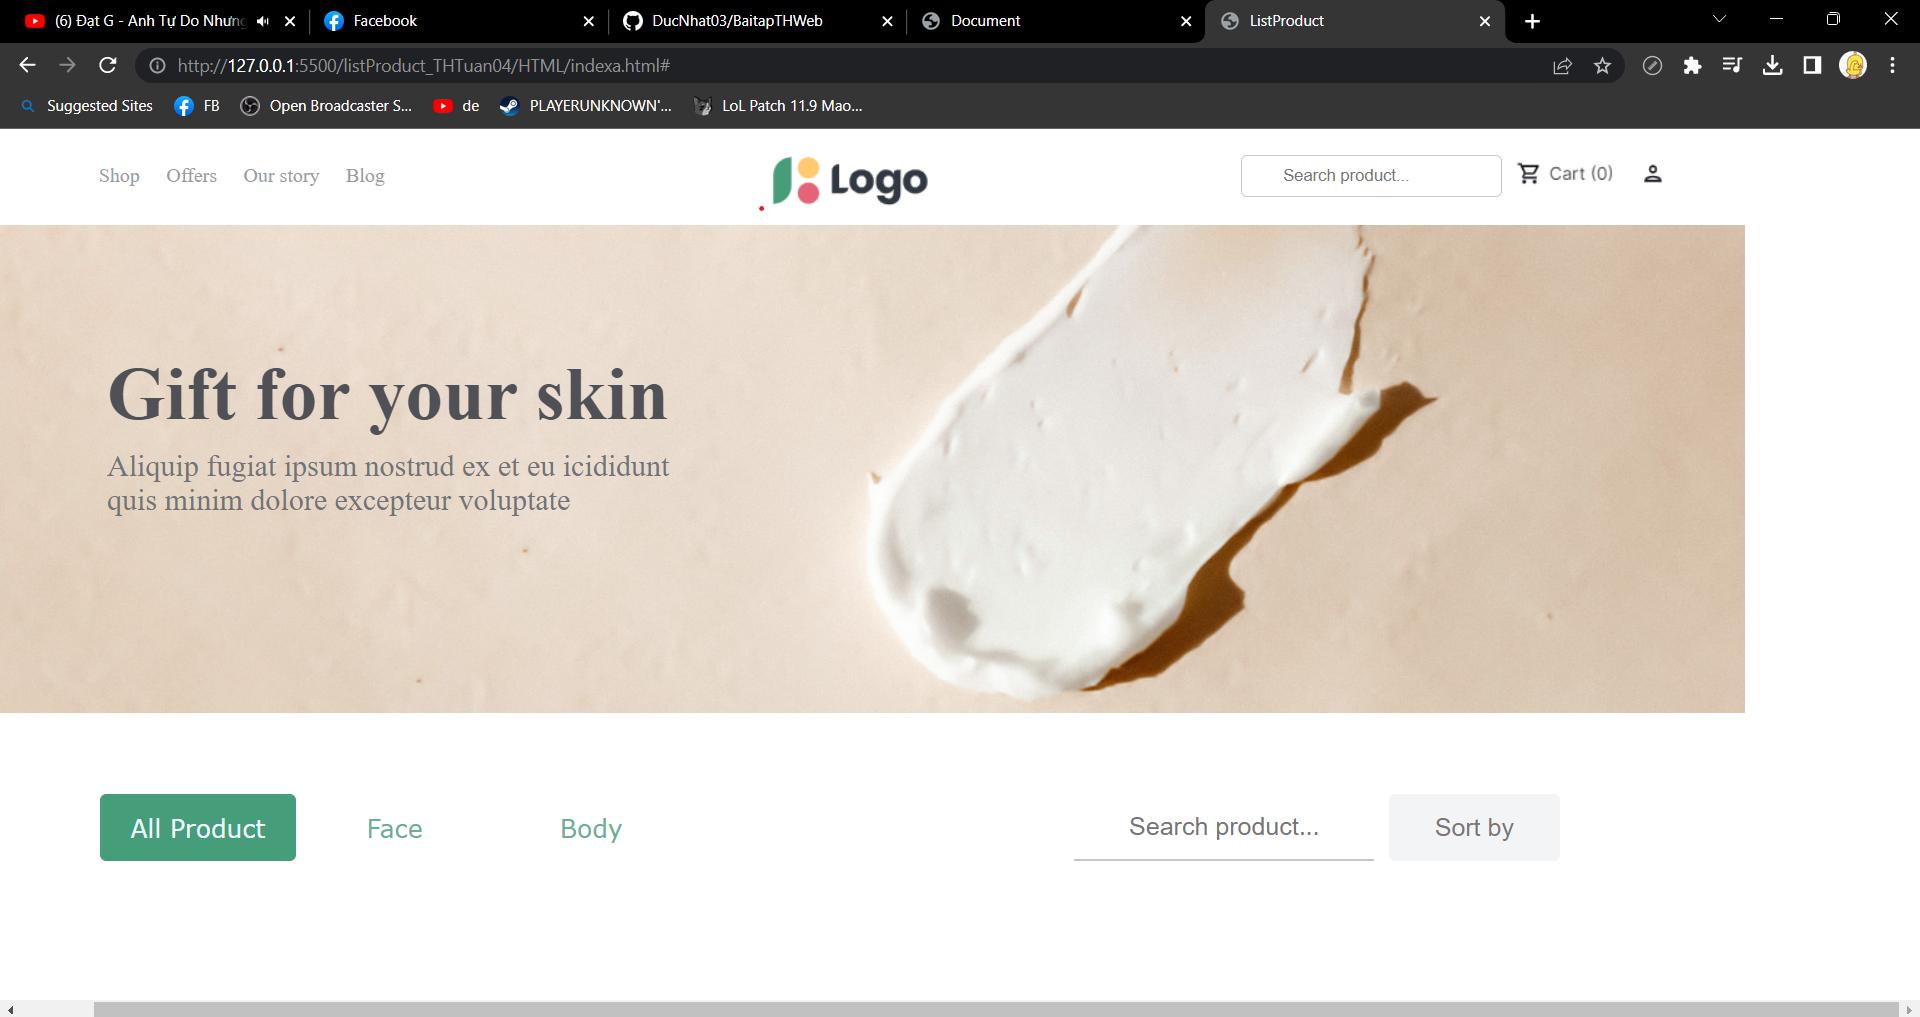 (6) Đạt G - Anh Tự Do Nhưng
Facebook
DucNhat03/BaitapTHWeb
Document
ListProduct
http://127.0.0.1:5500/listProduct_THTuan04/HTML/indexa.html#
Suggested Sites
FB
Open Broadcaster S...
de
PLAYERUNKNOWN'...
LoL Patch 11.9 Mao...
Shop Offers Our story Blog
Logo
Search product...
Cart (0)
Gift for your skin
Aliquip fugiat ipsum nostrud ex et eu icididunt
quis minim dolore excepteur voluptate
All Product
Face
Body
Search product...
Sort by